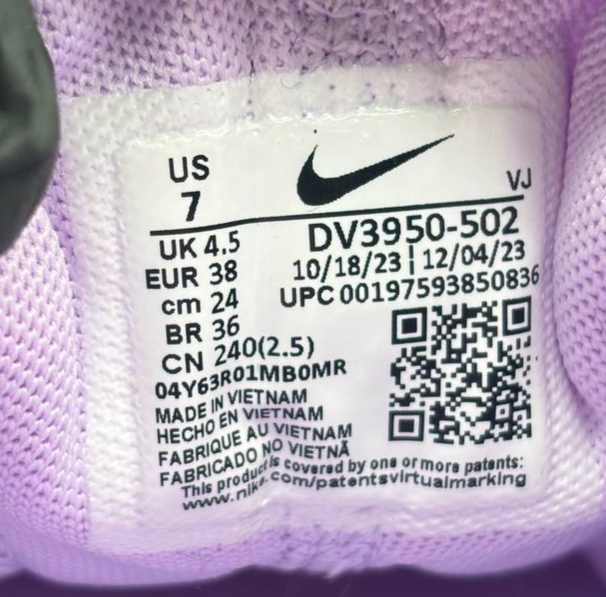 US
7
VJ
UK 4.5
EUR 38
cm 24
BR 36
CN 240(2.5)
DV3950-502
10/18/23 | 12/04/23
UPC 00197593850836
04Y63R01MB0MR
MADE IN VIETNAM
HECHO EN VIETNAM
FABRIQUE AU VIETNAM
FABRICADO NO VIETNÃ
This product is covered by one or more patents:
www.nike.com/patentsvirtualmarking